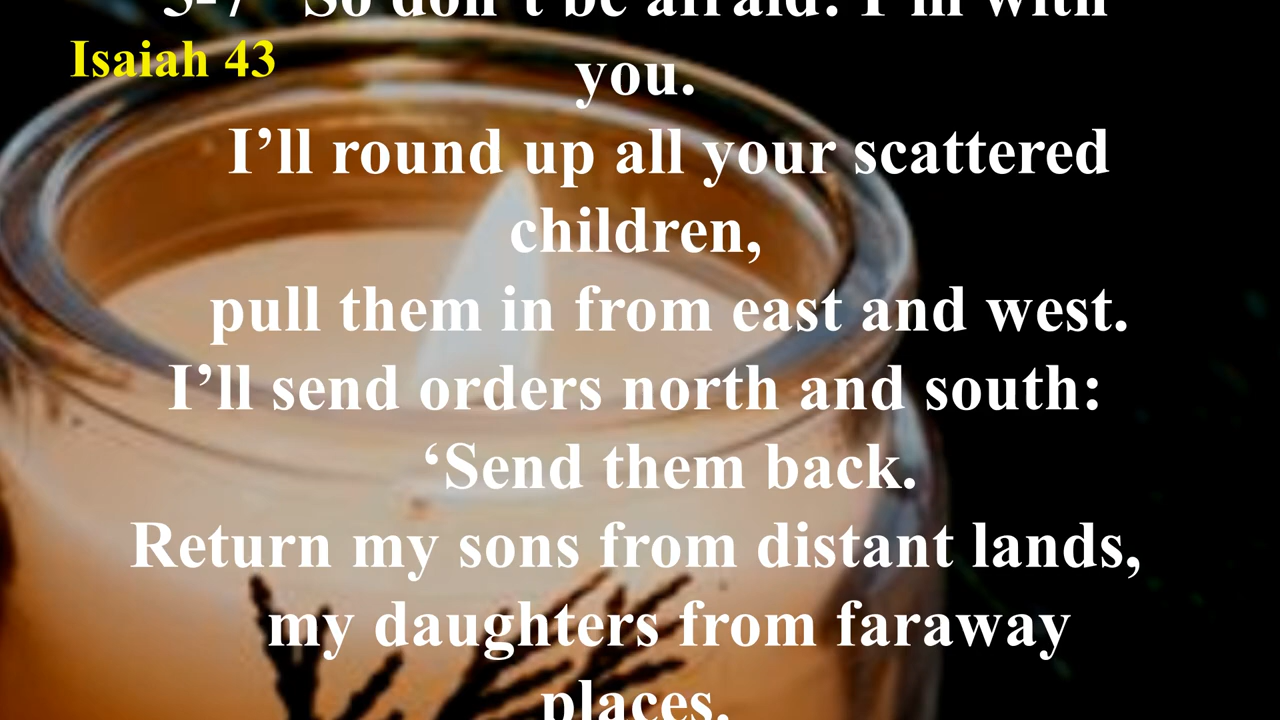 5-7 “So don’t be afraid: I’m with
Isaiah 43
you.
I’ll round up all your scattered
children,
pull them in from east and west.
I’ll send orders north and south:
‘Send them back.
Return my sons from distant lands,
my daughters from faraway
places.